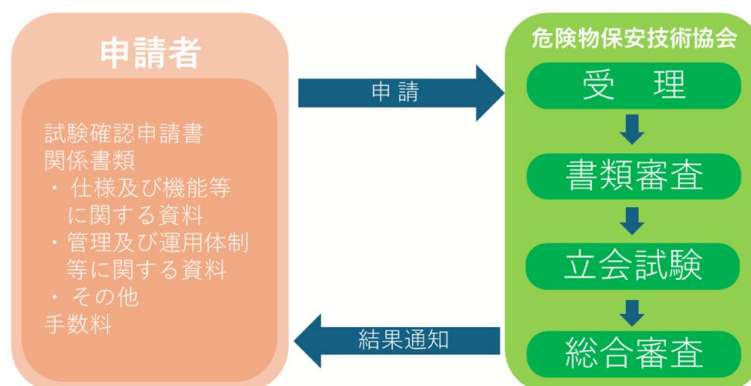 申請者
試験確認申請書
関係書類
・ 仕様及び機能等
に関する資料
・管理及び運用体制
等に関する資料
・ その他
手数料
申請
結果通知
危険物保安技術協会
受　理
書類審査
立会試験
総合審査